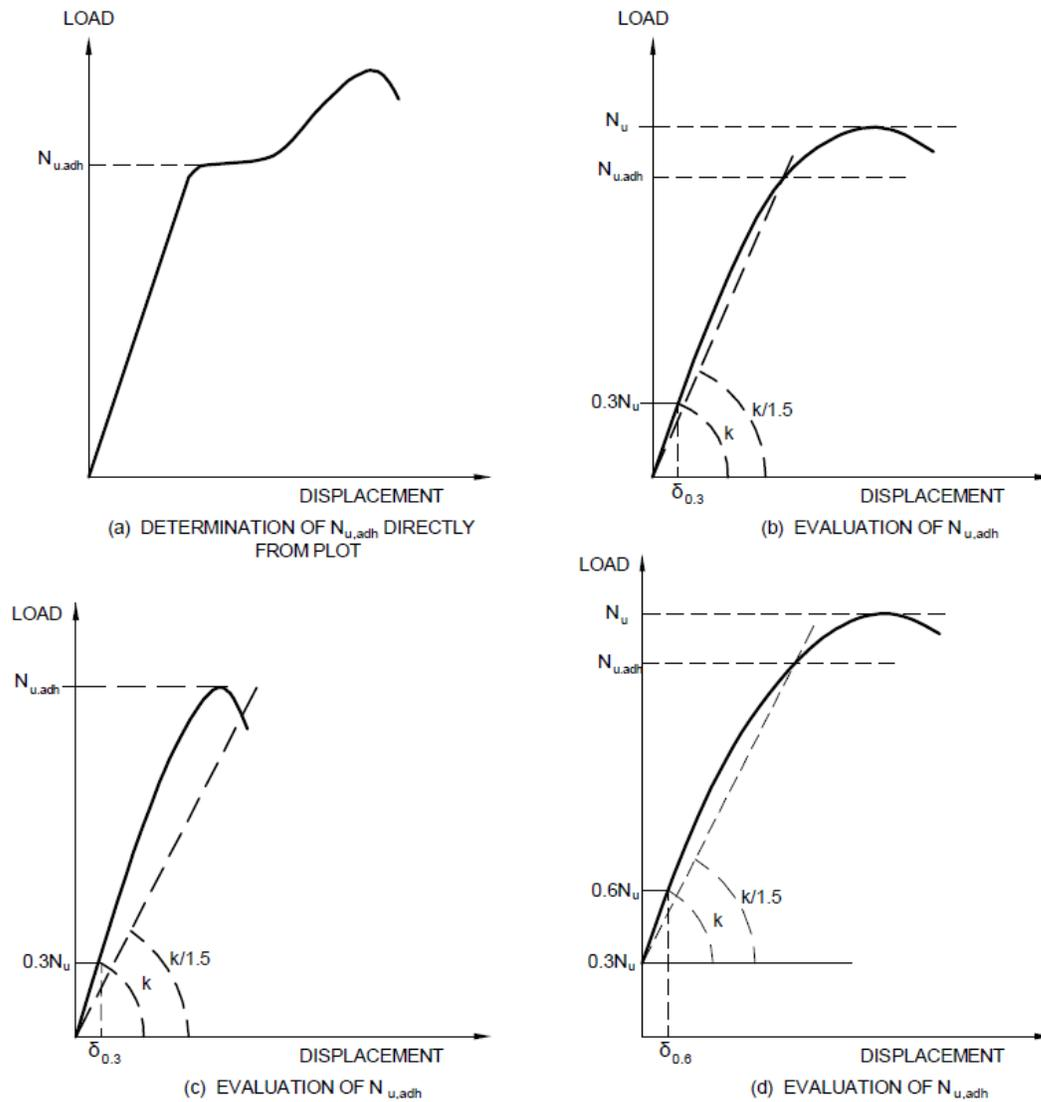 LOAD
N u,adh
DISPLACEMENT
(a) DETERMINATION OF N u,adh DIRECTLY
FROM PLOT
LOAD
N u
N u,adh
0.3N u
k/1.5
k
δ 0.3
DISPLACEMENT
(b) EVALUATION OF N u,adh
LOAD
N u,adh
0.3N u
k/1.5
k
δ 0.3
DISPLACEMENT
(c) EVALUATION OF N u,adh
LOAD
N u
N u,adh
0.6N u
k/1.5
k
0.3N u
δ 0.6
DISPLACEMENT
(d) EVALUATION OF N u,adh